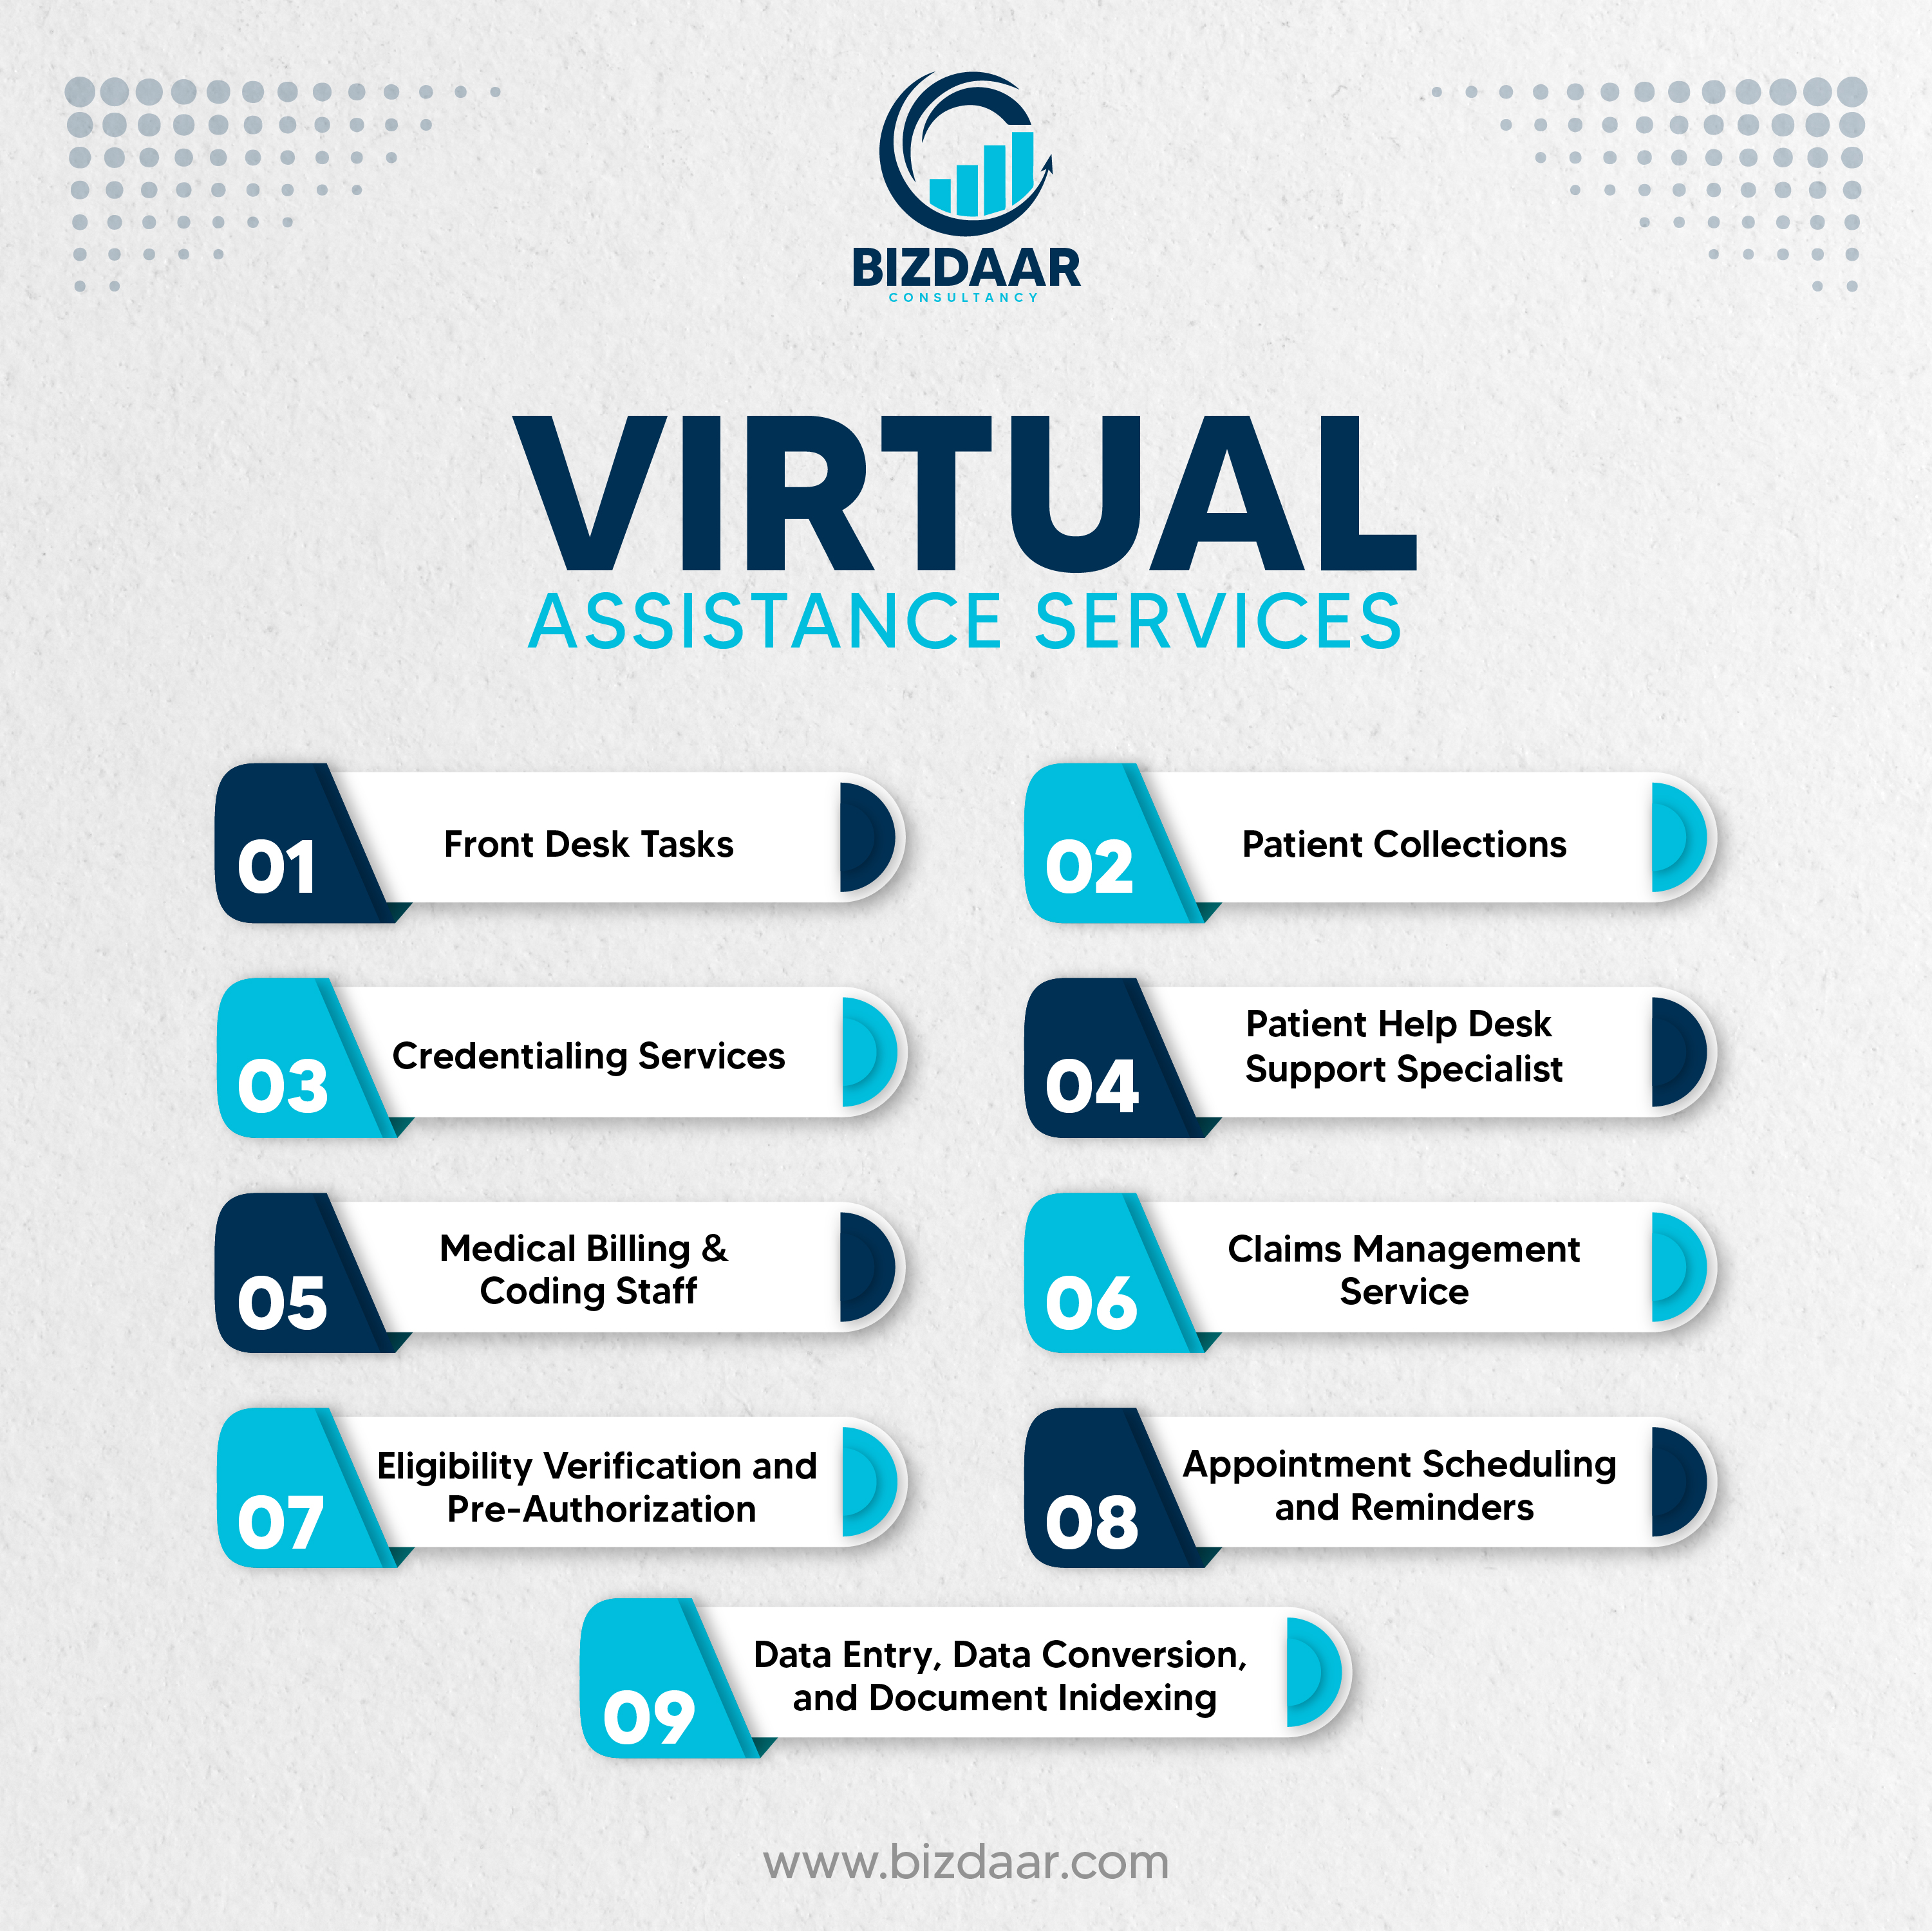 BIZDAAR
CONSULTANCY
VIRTUAL
ASSISTANCE SERVICES
01
Front Desk Tasks
02
Patient Collections
03
Credentialing Services
04
Patient Help Desk
Support Specialist
05
Medical Billing &
Coding Staff
06
Claims Management
Service
07
Eligibility Verification and
Pre-Authorization
08
Appointment Scheduling
and Reminders
09
Data Entry, Data Conversion,
and Document Inidexing
www.bizdaar.com